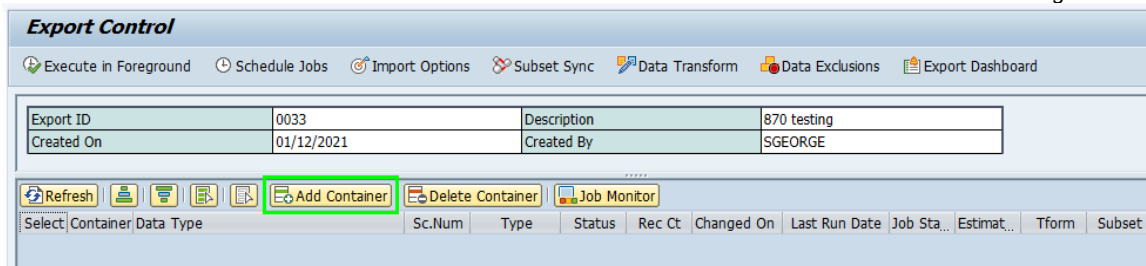 Export Control
Execute in Foreground Schedule Jobs Import Options Subset Sync Data Transform Data Exclusions Export Dashboard
Export ID 0033 Description 870 testing
Created On 01/12/2021 Created By SGEORGE
Refresh Add Container Delete Container Job Monitor
Select Container Data Type Sc.Num Type Status Rec Ct Changed On Last Run Date Job Sta... Estimat... Tform Subset